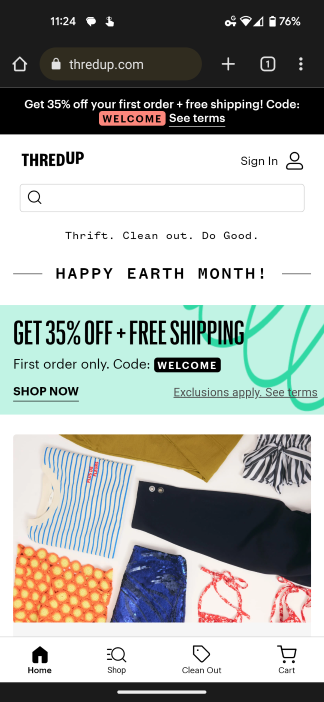 11:24
76%
thredup.com
1
Get 35% off your first order + free shipping! Code:
WELCOME See terms
THREDUP
Sign In
Thrift. Clean out. Do Good.
HAPPY EARTH MONTH!
GET 35% OFF + FREE SHIPPING
First order only. Code: WELCOME
SHOP NOW
Exclusions apply. See terms
Home
Shop
Clean Out
Cart